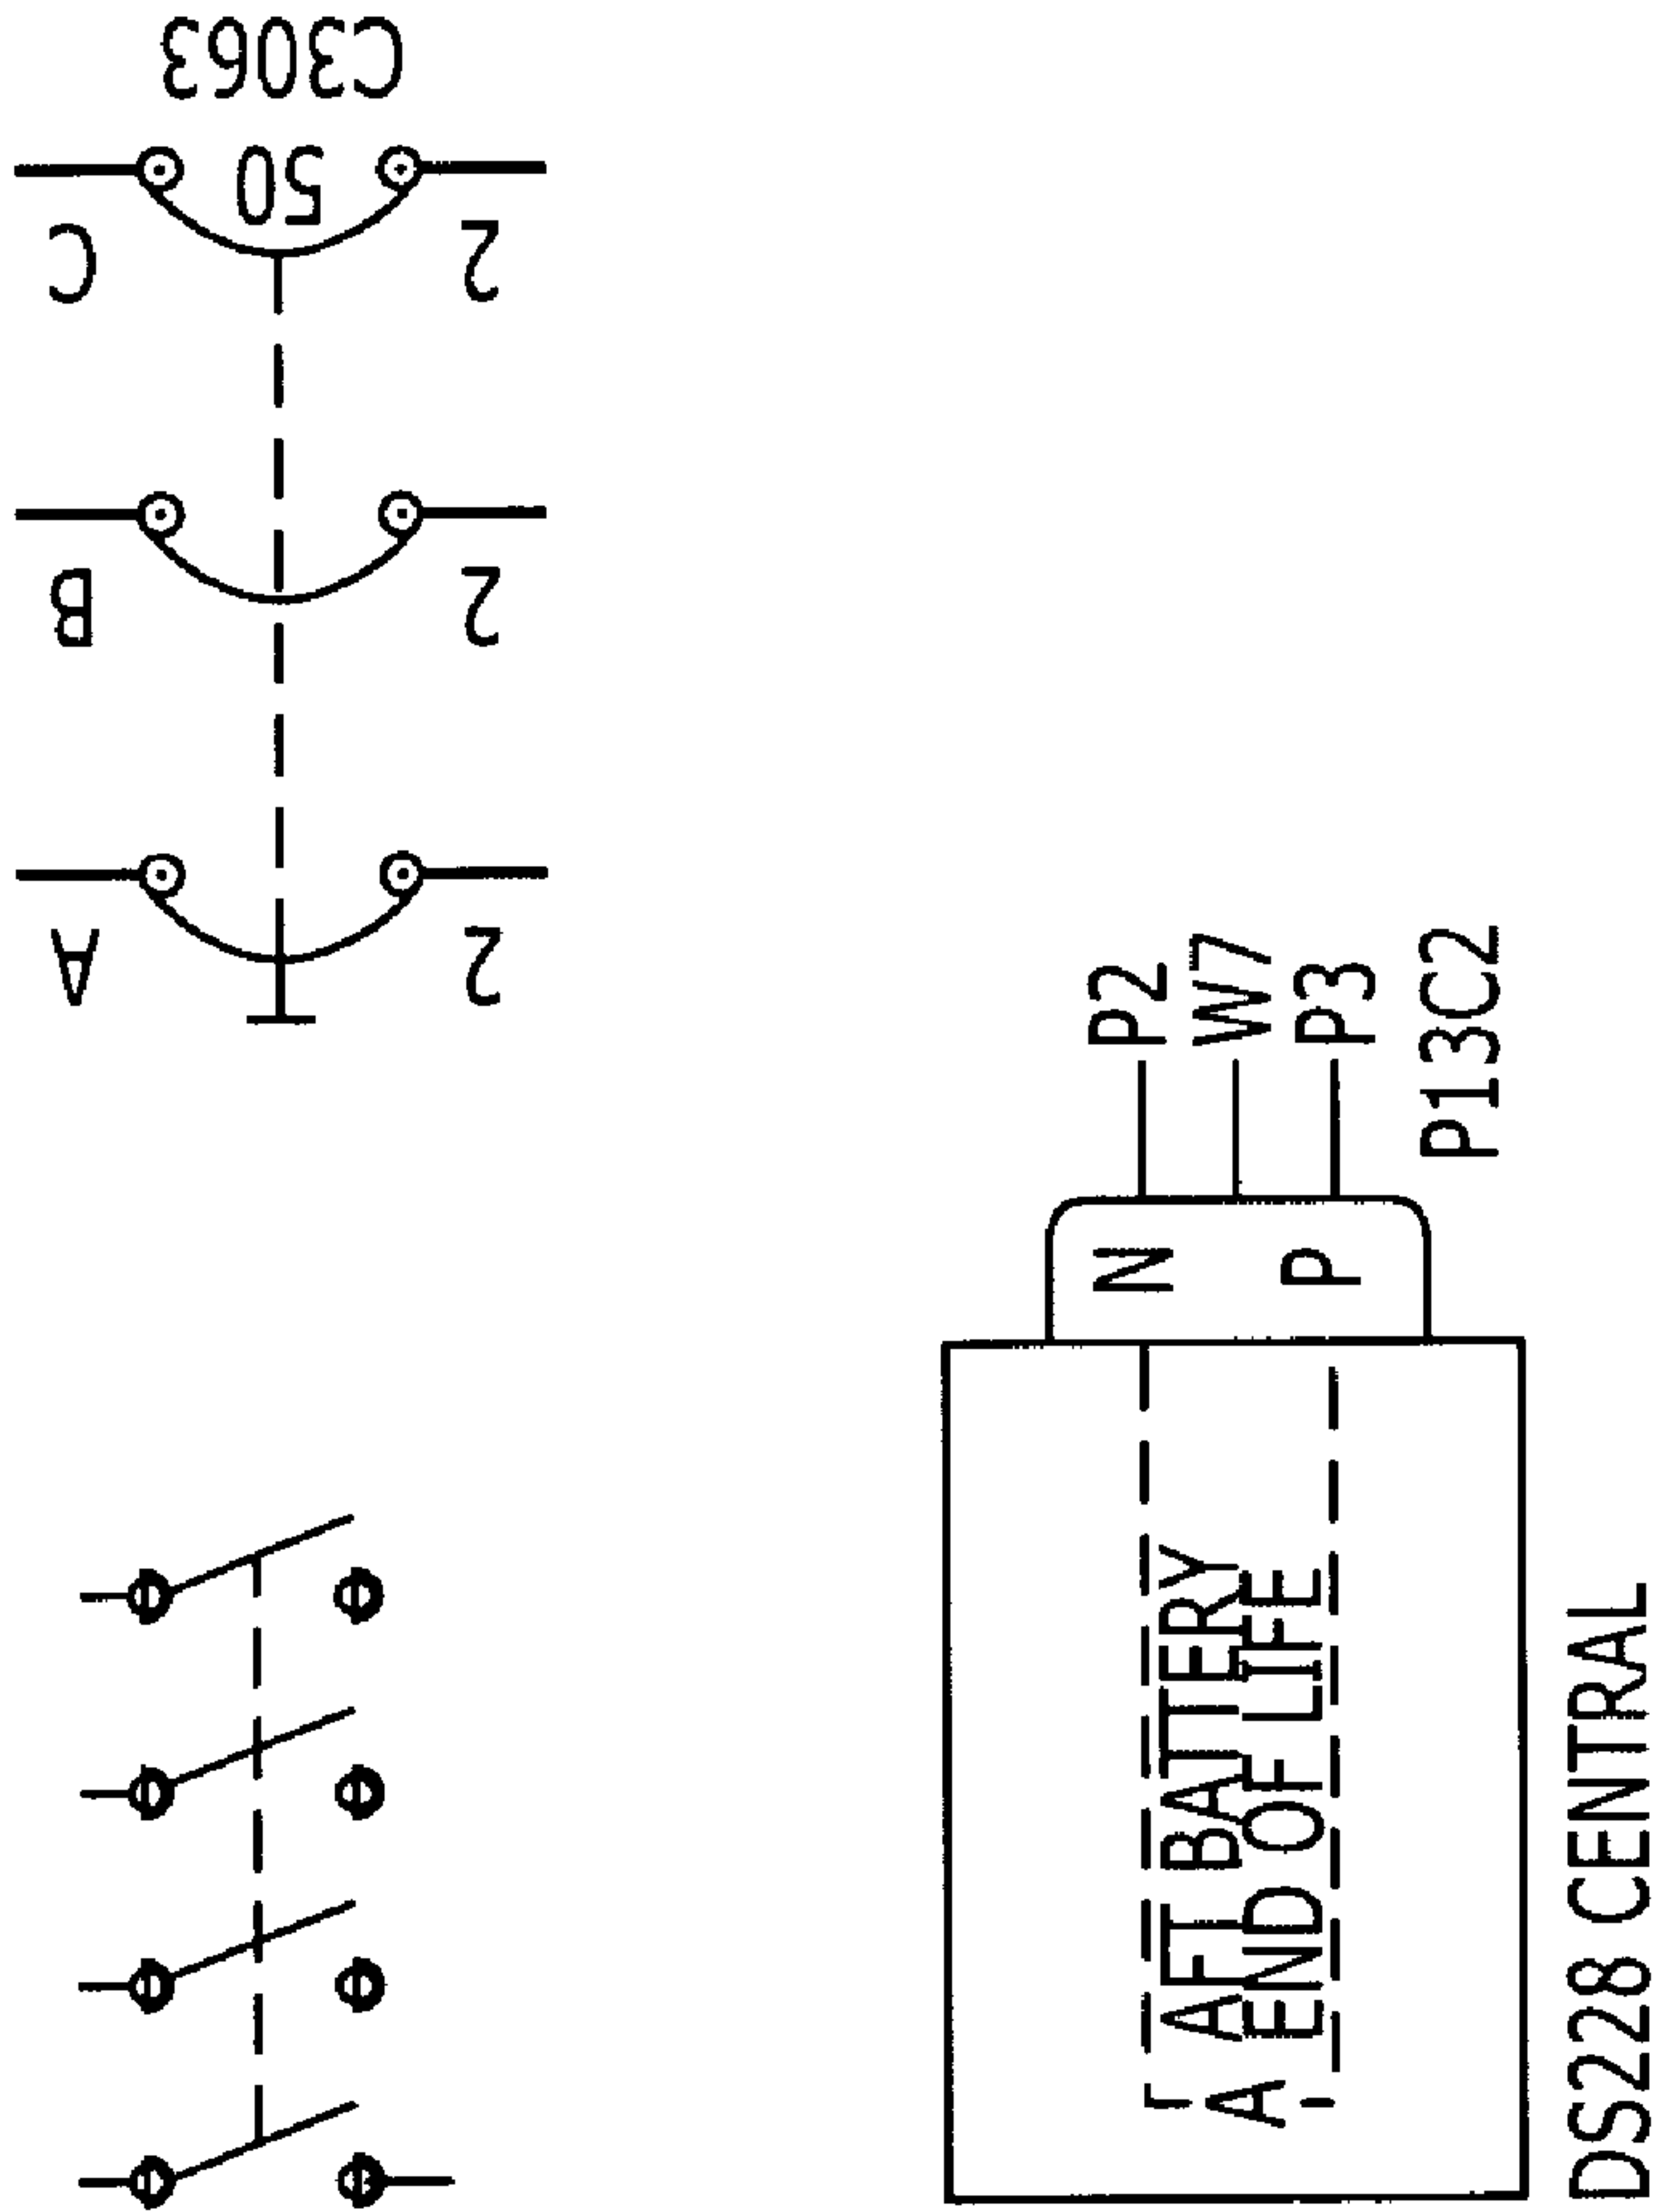 C3063
50
C
2
B
2
A
2
P2
W7
P3
P13C2
N
P
AFT BATTERY
END OF LIFE
A
DS228 CENTRAL